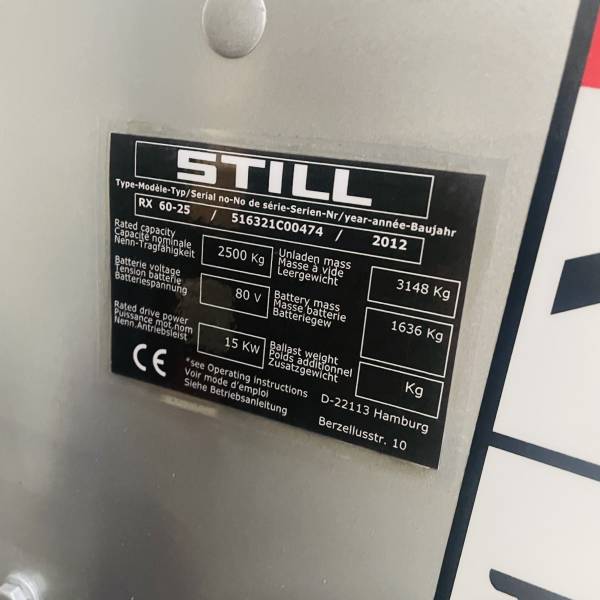 STILL
Type-Modèle-Typ/Serial no-No de série-Serien-Nr/year-année-Baujahr
RX 60-25 / 516321C00474 / 2012
Rated capacity
Capacité nominale
Nenn-Tragfähigkeit
2500 Kg
Unladen mass
Masse à vide
Leergewicht
3148 Kg
Batterie voltage
Tension batterie
Batteriespannung
80 V
Battery mass
Masse batterie
Batteriegew
1636 Kg
Rated drive power
Puissance mot.nom
Nenn.Antriebsleist
15 Kw
Ballast weight
Poids additionnel
Zusatzgewicht
Kg
CE
*see Operating instructions
Voir mode d'emploi
Siehe Betriebsanleitung
D-22113 Hamburg
Berzellusstr. 10